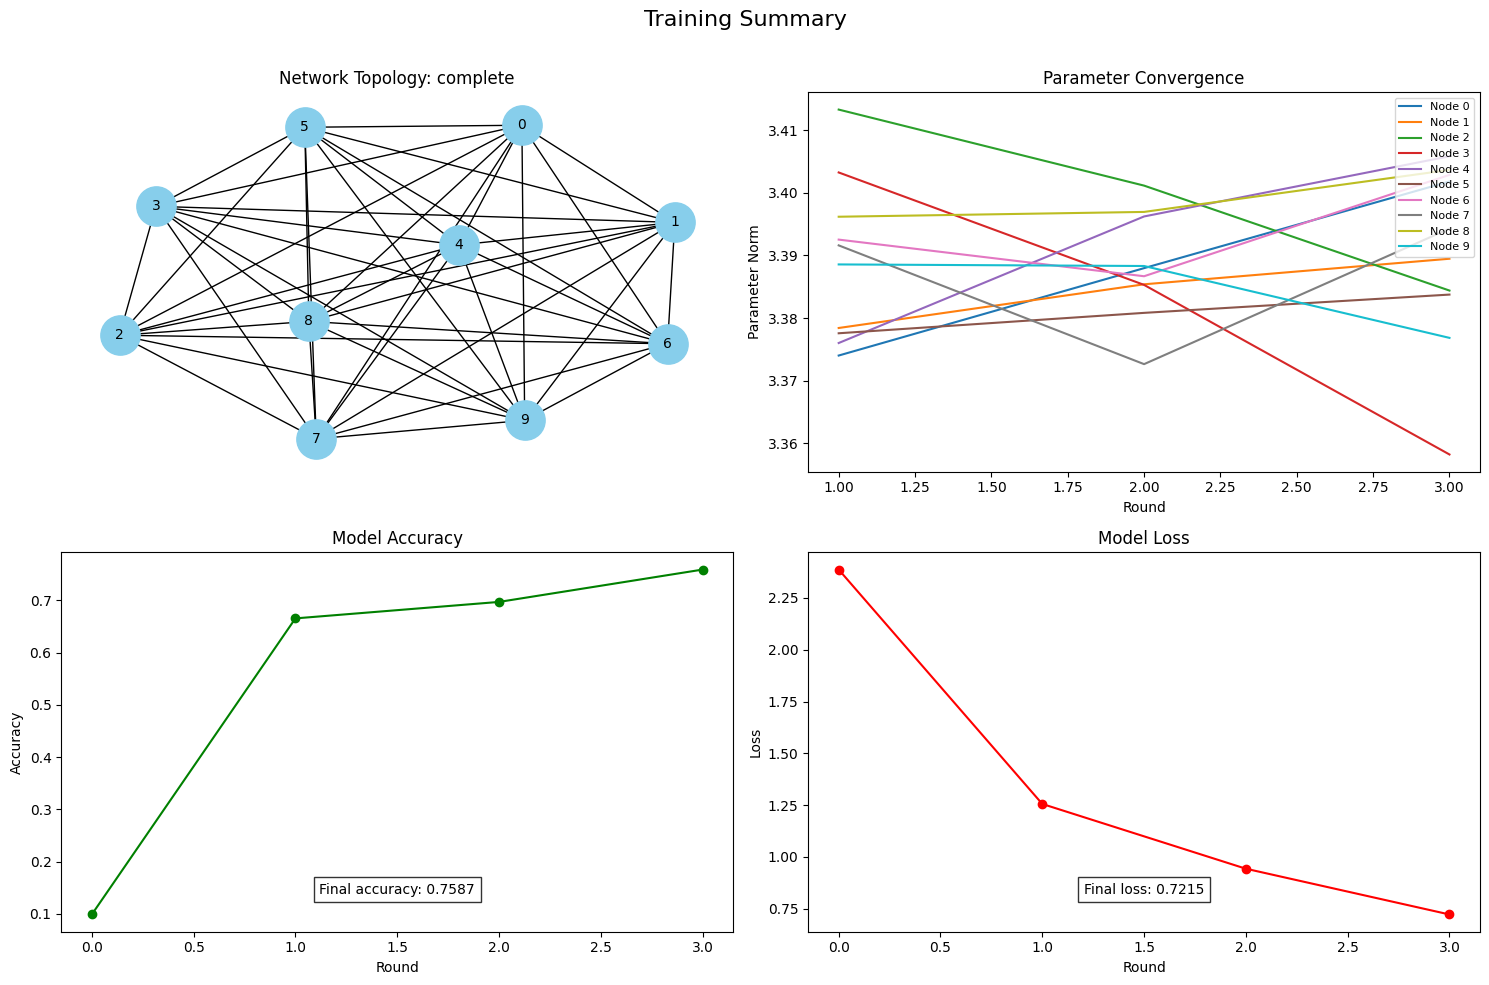 Training Summary
Network Topology: complete
5
0
3
1
4
8
2
6
9
7
Parameter Convergence
Parameter Norm
3.41
3.40
3.39
3.38
3.37
3.36
Node 0
Node 1
Node 2
Node 3
Node 4
Node 5
Node 6
Node 7
Node 8
Node 9
1.00 1.25 1.50 1.75 2.00 2.25 2.50 2.75 3.00
Round
Model Accuracy
Accuracy
0.7
0.6
0.5
0.4
0.3
0.2
0.1
Final accuracy: 0.7587
0.0 0.5 1.0 1.5 2.0 2.5 3.0
Round
Model Loss
Loss
2.25
2.00
1.75
1.50
1.25
1.00
0.75
Final loss: 0.7215
0.0 0.5 1.0 1.5 2.0 2.5 3.0
Round